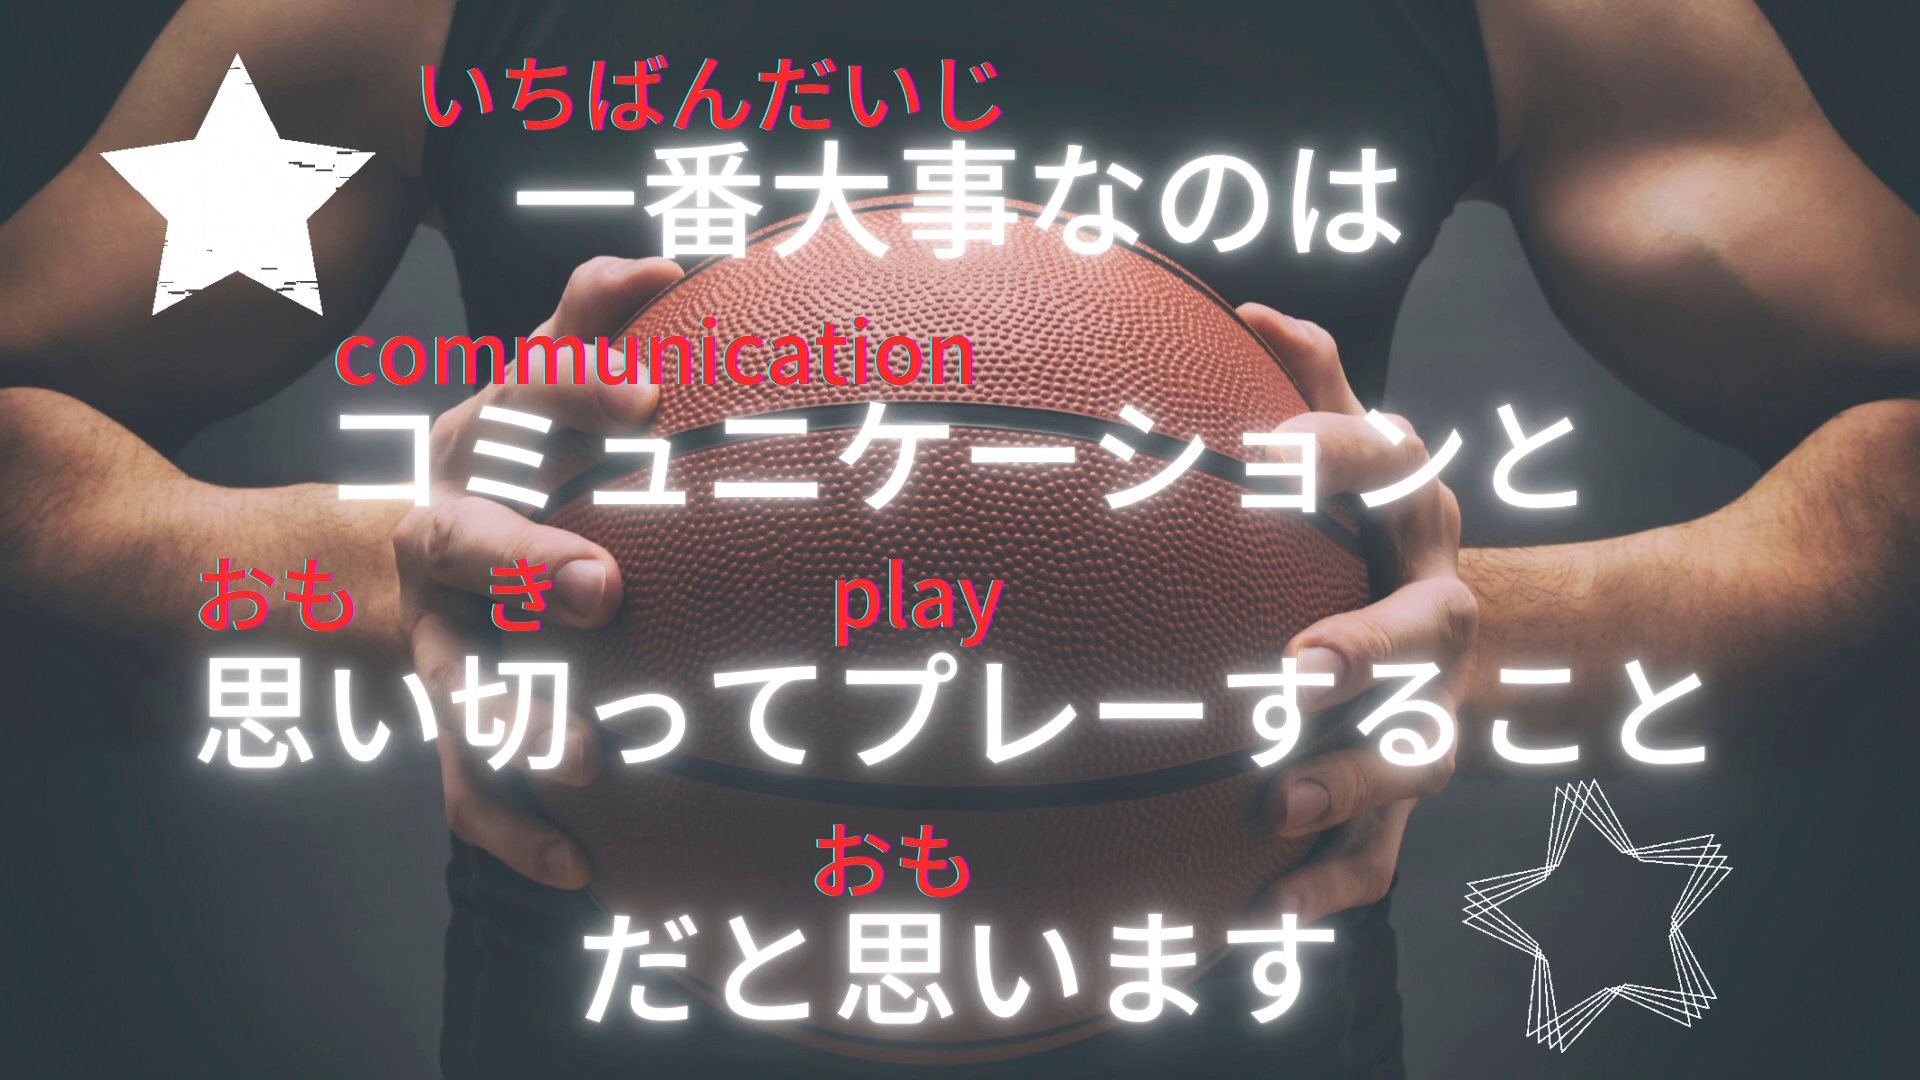 いちばんだいじ
一番大事なのは
communication
コミュニケーションと
おも き play
思い切ってプレーすること
おも
だと思います